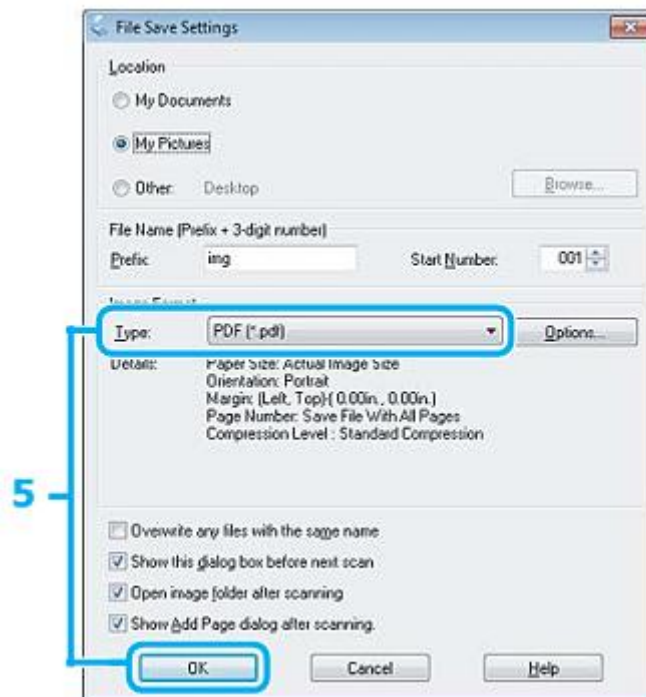 File Save Settings
Location
My Documents
My Pictures
Other: Desktop Browse...
File Name (Prefix + 3-digit number)
Prefix: img Start Number: 001
Image Format
Type: PDF (*.pdf) Options...
Details: Paper Size: Actual Image Size
Orientation: Portrait
Margin: (Left, Top)( 0.00in., 0.00in.)
Page Number: Save File With All Pages
Compression Level : Standard Compression
5
Overwrite any files with the same name
Show this dialog box before next scan
Open image folder after scanning
Show Add Page dialog after scanning.
OK Cancel Help